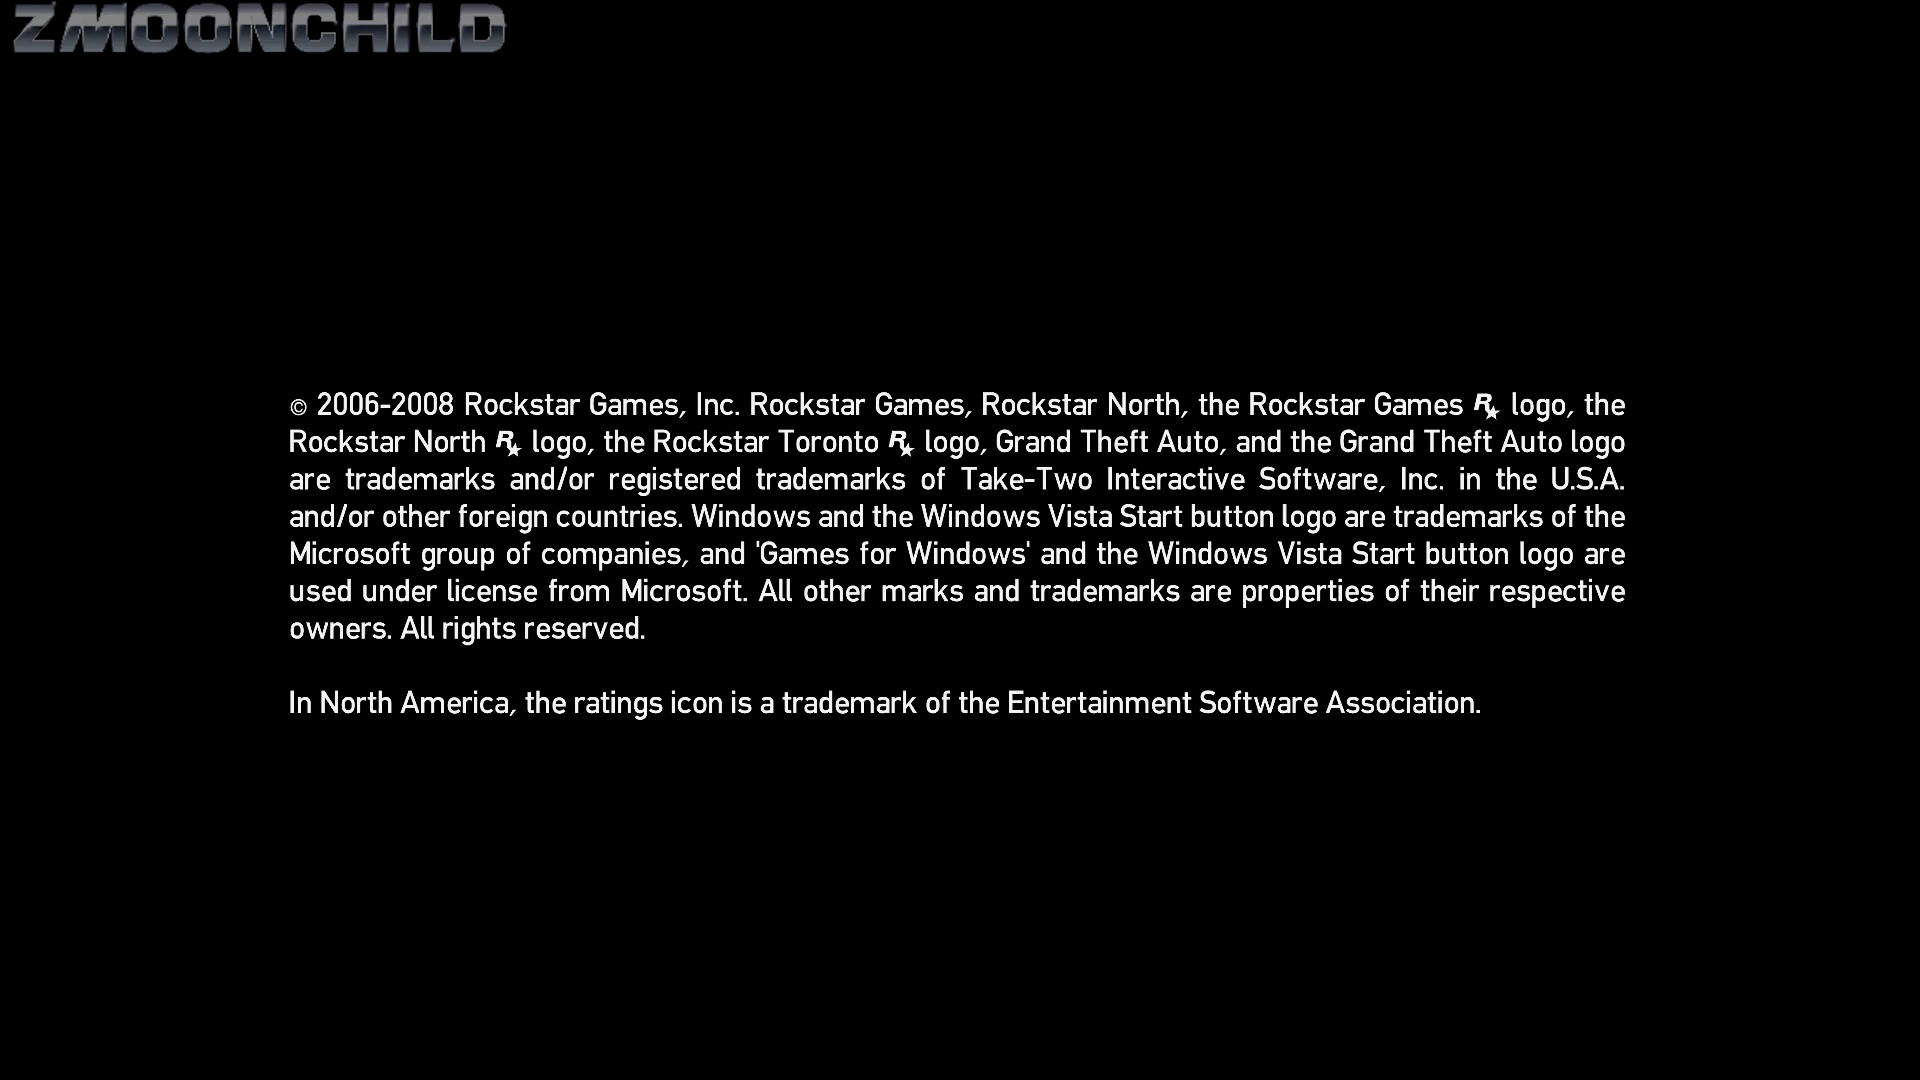 ZMOONCHILD
© 2006-2008 Rockstar Games, Inc. Rockstar Games, Rockstar North, the Rockstar Games R★ logo, the
Rockstar North R★ logo, the Rockstar Toronto R★ logo, Grand Theft Auto, and the Grand Theft Auto logo
are trademarks and/or registered trademarks of Take-Two Interactive Software, Inc. in the U.S.A.
and/or other foreign countries. Windows and the Windows Vista Start button logo are trademarks of the
Microsoft group of companies, and 'Games for Windows' and the Windows Vista Start button logo are
used under license from Microsoft. All other marks and trademarks are properties of their respective
owners. All rights reserved.
In North America, the ratings icon is a trademark of the Entertainment Software Association.